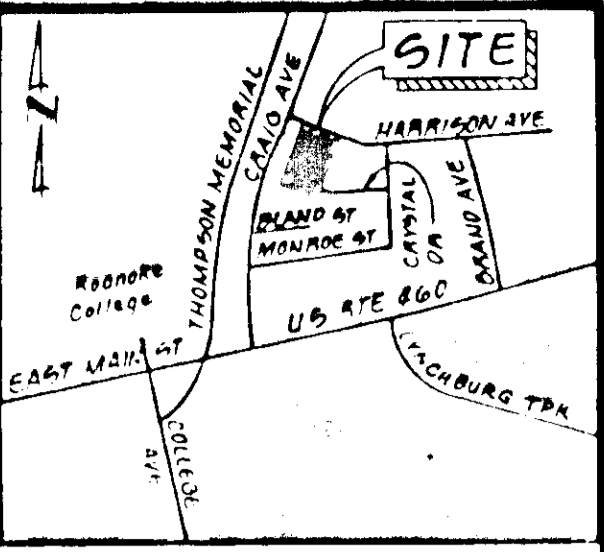 SITE
N
THOMPSON MEMORIAL
CRAIG AVE
HARRISON AVE
BLAND ST
MONROE ST
CRYSTAL
DR
BRAND AVE
Roanoke
College
US RTE 460
EAST MAIN ST
LYNCHBURG TPK
COLLEGE
AVE